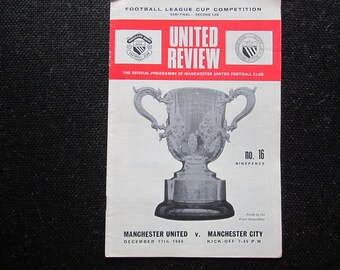 FOOTBALL LEAGUE CUP COMPETITION
SEMI-FINAL — SECOND LEG
UNITED
REVIEW
THE OFFICIAL PROGRAMME OF MANCHESTER UNITED FOOTBALL CLUB
no. 16
NINEPENCE
MANCHESTER UNITED v. MANCHESTER CITY
DECEMBER 17th, 1969 KICK-OFF 7-45 P.M.